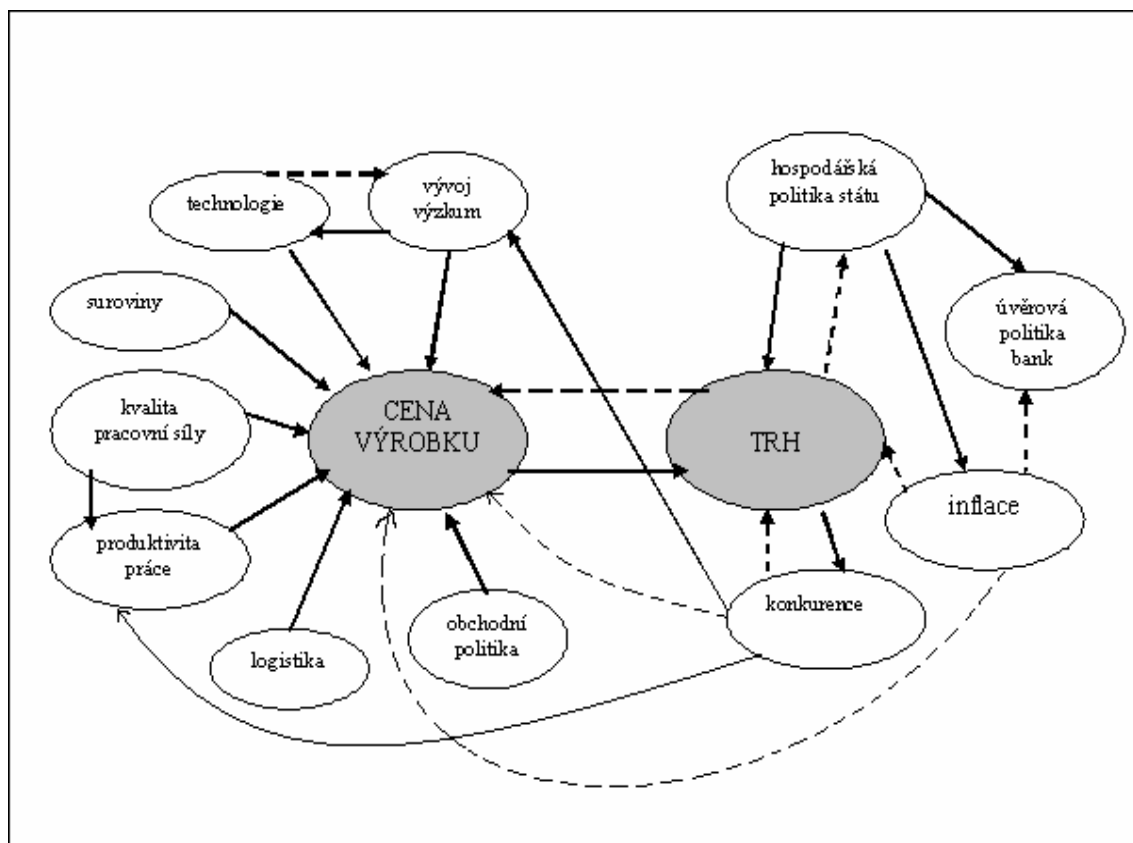 technologie
vývoj
výzkum
hospodářská
politika státu
suroviny
úvěrová
politika
bank
kvalita
pracovní síly
CENA
VÝROBKU
TRH
inflace
produktivita
práce
konkurence
obchodní
politika
logistika